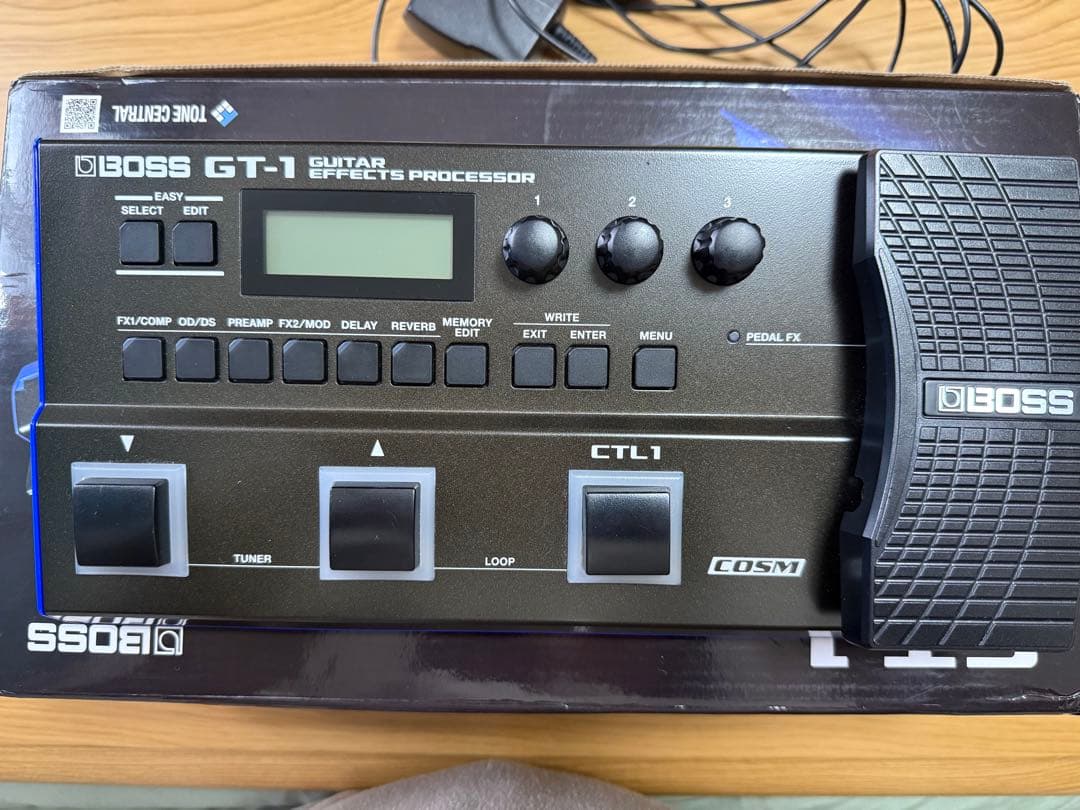 TONE CENTRAL
BOSS GT-1 GUITAR EFFECTS PROCESSOR
EASY
SELECT EDIT
1 2 3
FX1/COMP OD/DS PREAMP FX2/MOD DELAY REVERB MEMORY EDIT
WRITE
EXIT ENTER MENU
PEDAL FX
BOSS
▼ ▲ CTL1
TUNER LOOP
COSM
BOSS